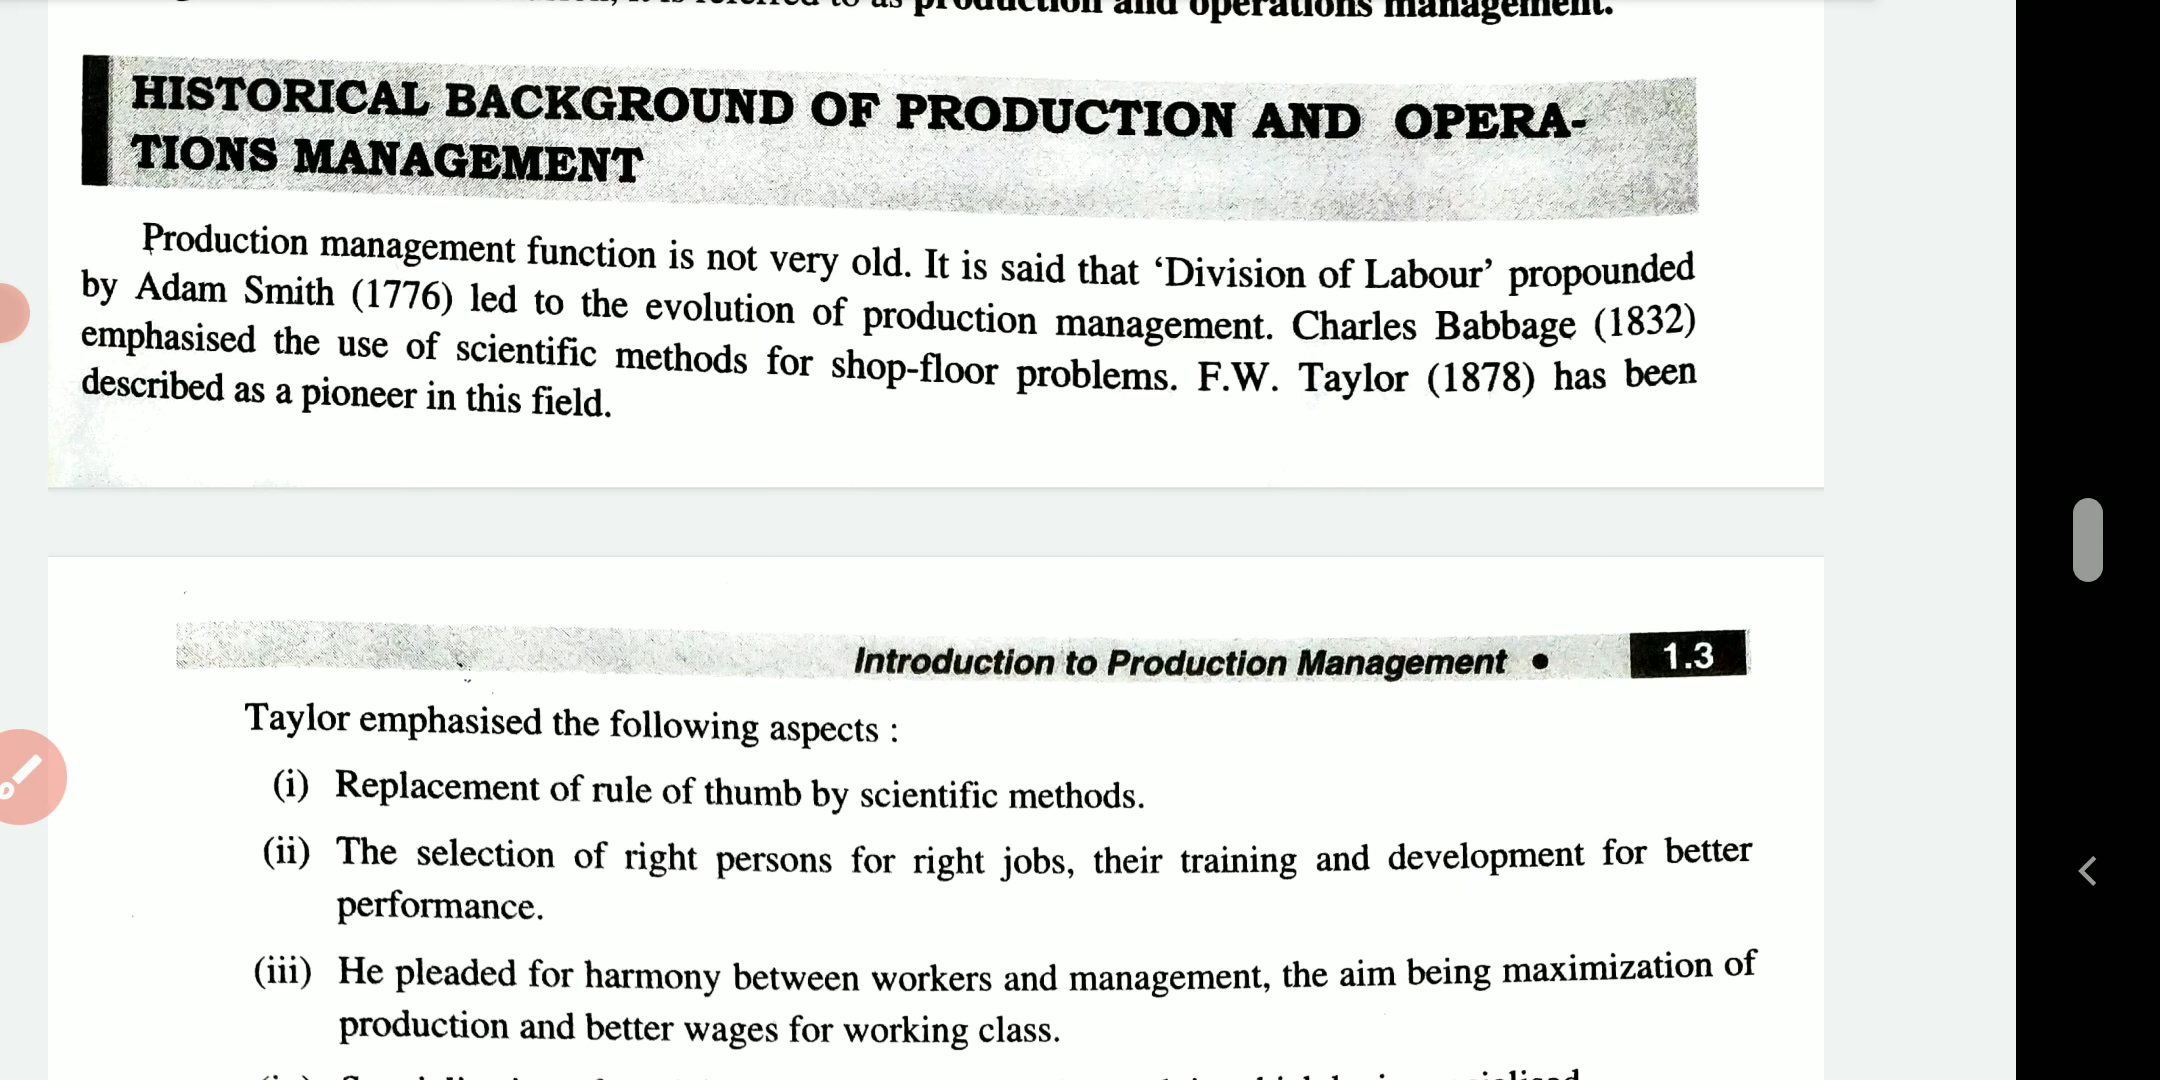 production and operations management.
HISTORICAL BACKGROUND OF PRODUCTION AND OPERA-
TIONS MANAGEMENT
Production management function is not very old. It is said that ‘Division of Labour’ propounded
by Adam Smith (1776) led to the evolution of production management. Charles Babbage (1832)
emphasised the use of scientific methods for shop-floor problems. F.W. Taylor (1878) has been
described as a pioneer in this field.
Introduction to Production Management • 1.3
Taylor emphasised the following aspects :
(i) Replacement of rule of thumb by scientific methods.
(ii) The selection of right persons for right jobs, their training and development for better
performance.
(iii) He pleaded for harmony between workers and management, the aim being maximization of
production and better wages for working class.